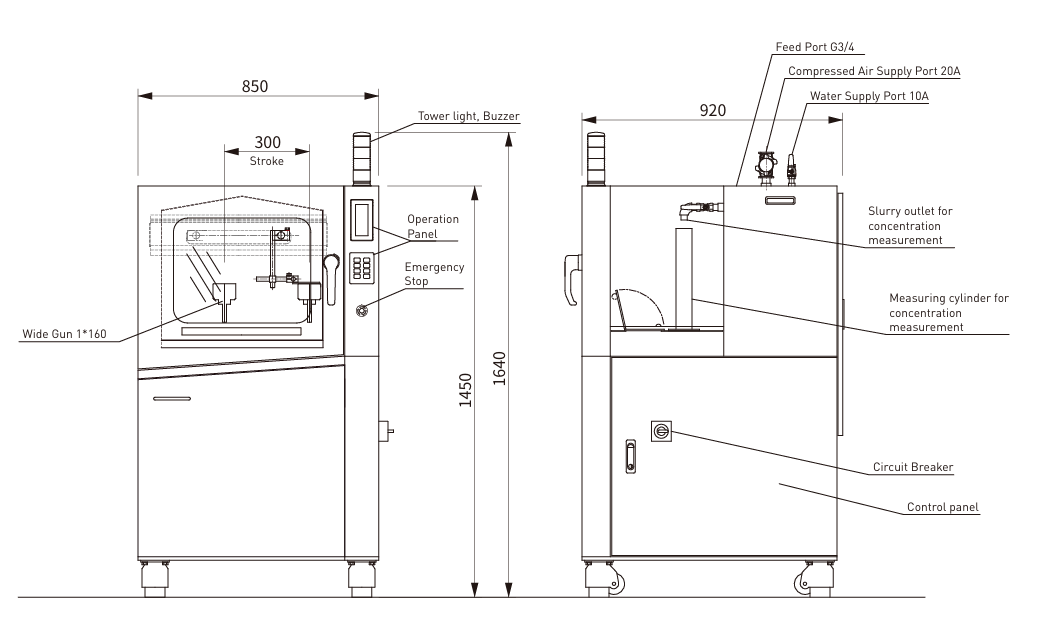 Feed Port G3/4
Compressed Air Supply Port 20A
Water Supply Port 10A
850
920
Tower light, Buzzer
300
Stroke
Operation
Panel
Emergency
Stop
Slurry outlet for
concentration
measurement
Measuring cylinder for
concentration
measurement
Wide Gun 1*160
1450
1640
Circuit Breaker
Control panel